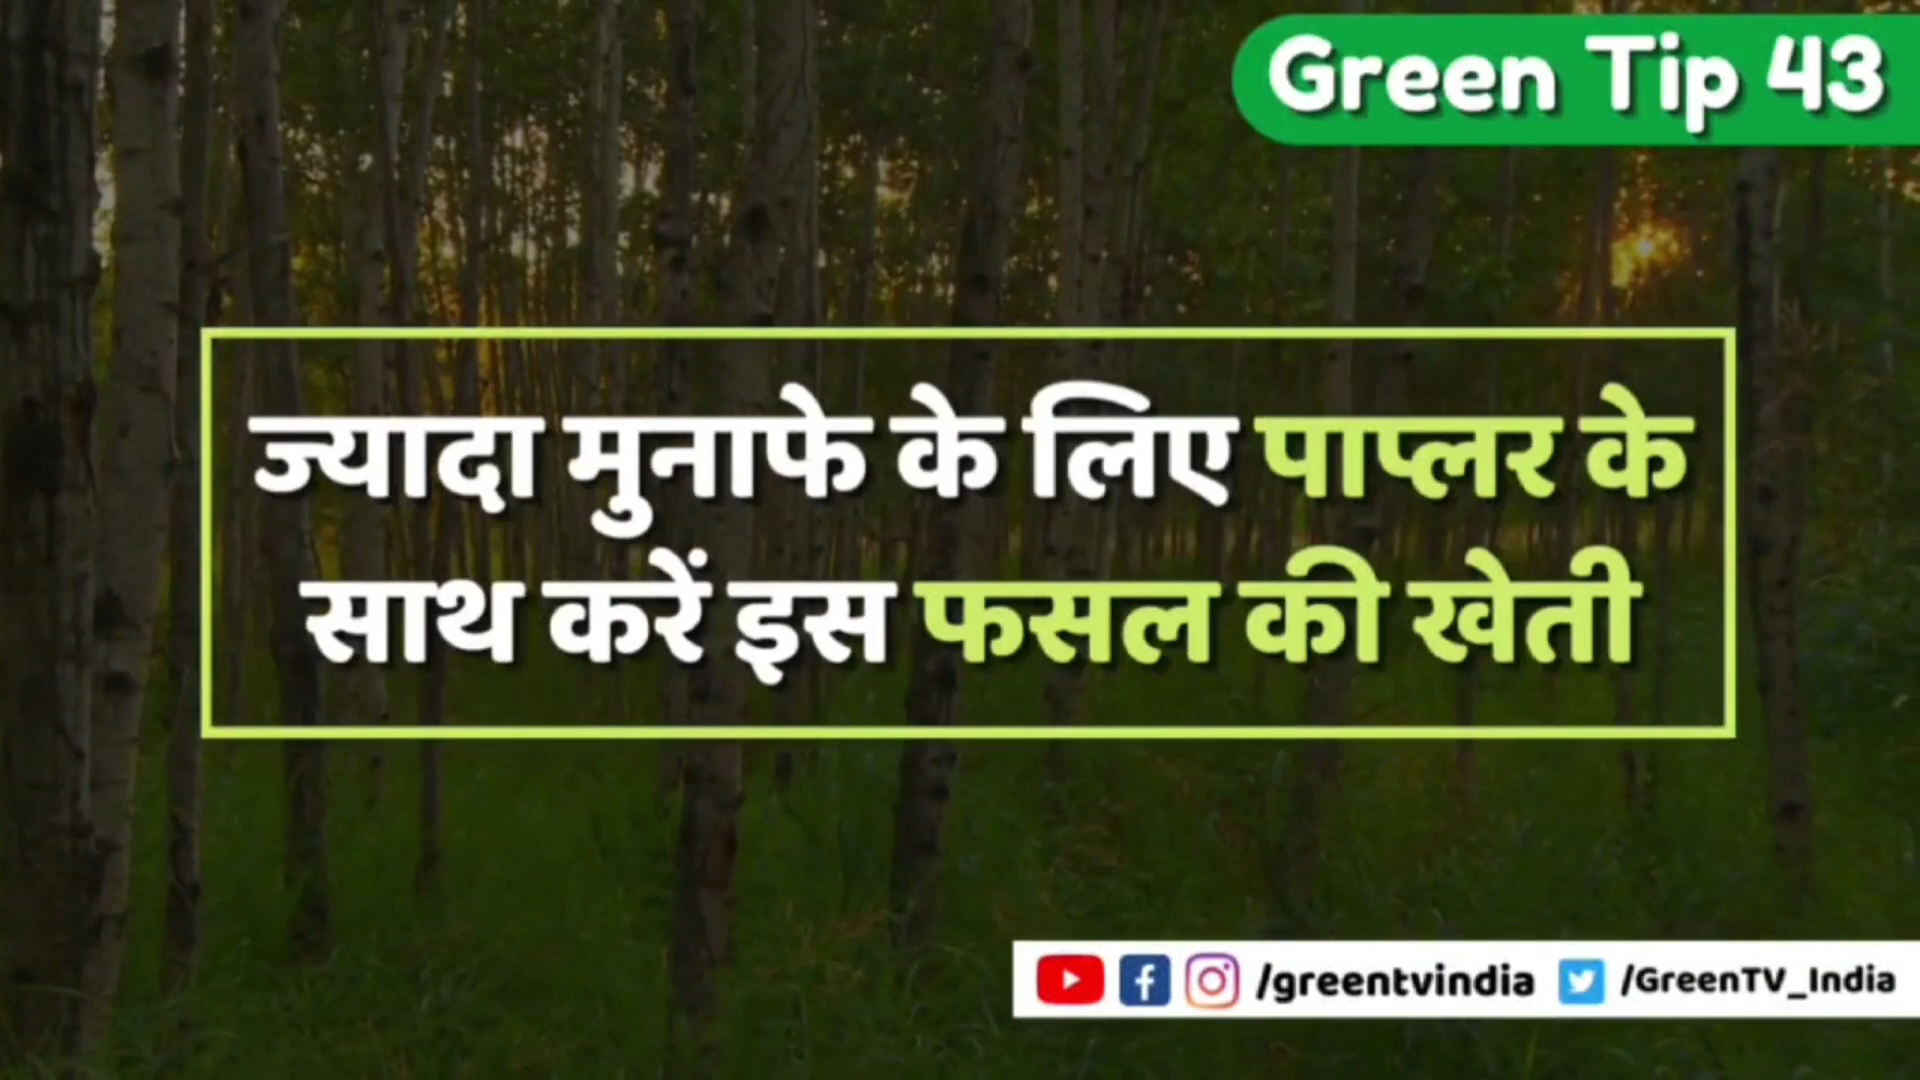 Green Tip 43
ज्यादा मुनाफे के लिए पाप्लर के
साथ करें इस फसल की खेती
/greentvindia /GreenTV_India